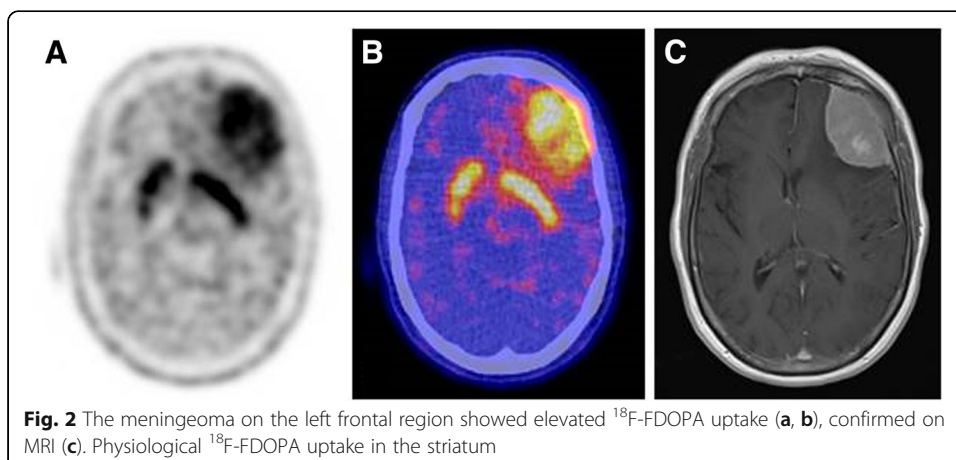 A
B
C
Fig. 2 The meningeoma on the left frontal region showed elevated ¹⁸F-FDOPA uptake (a, b), confirmed on
MRI (c). Physiological ¹⁸F-FDOPA uptake in the striatum